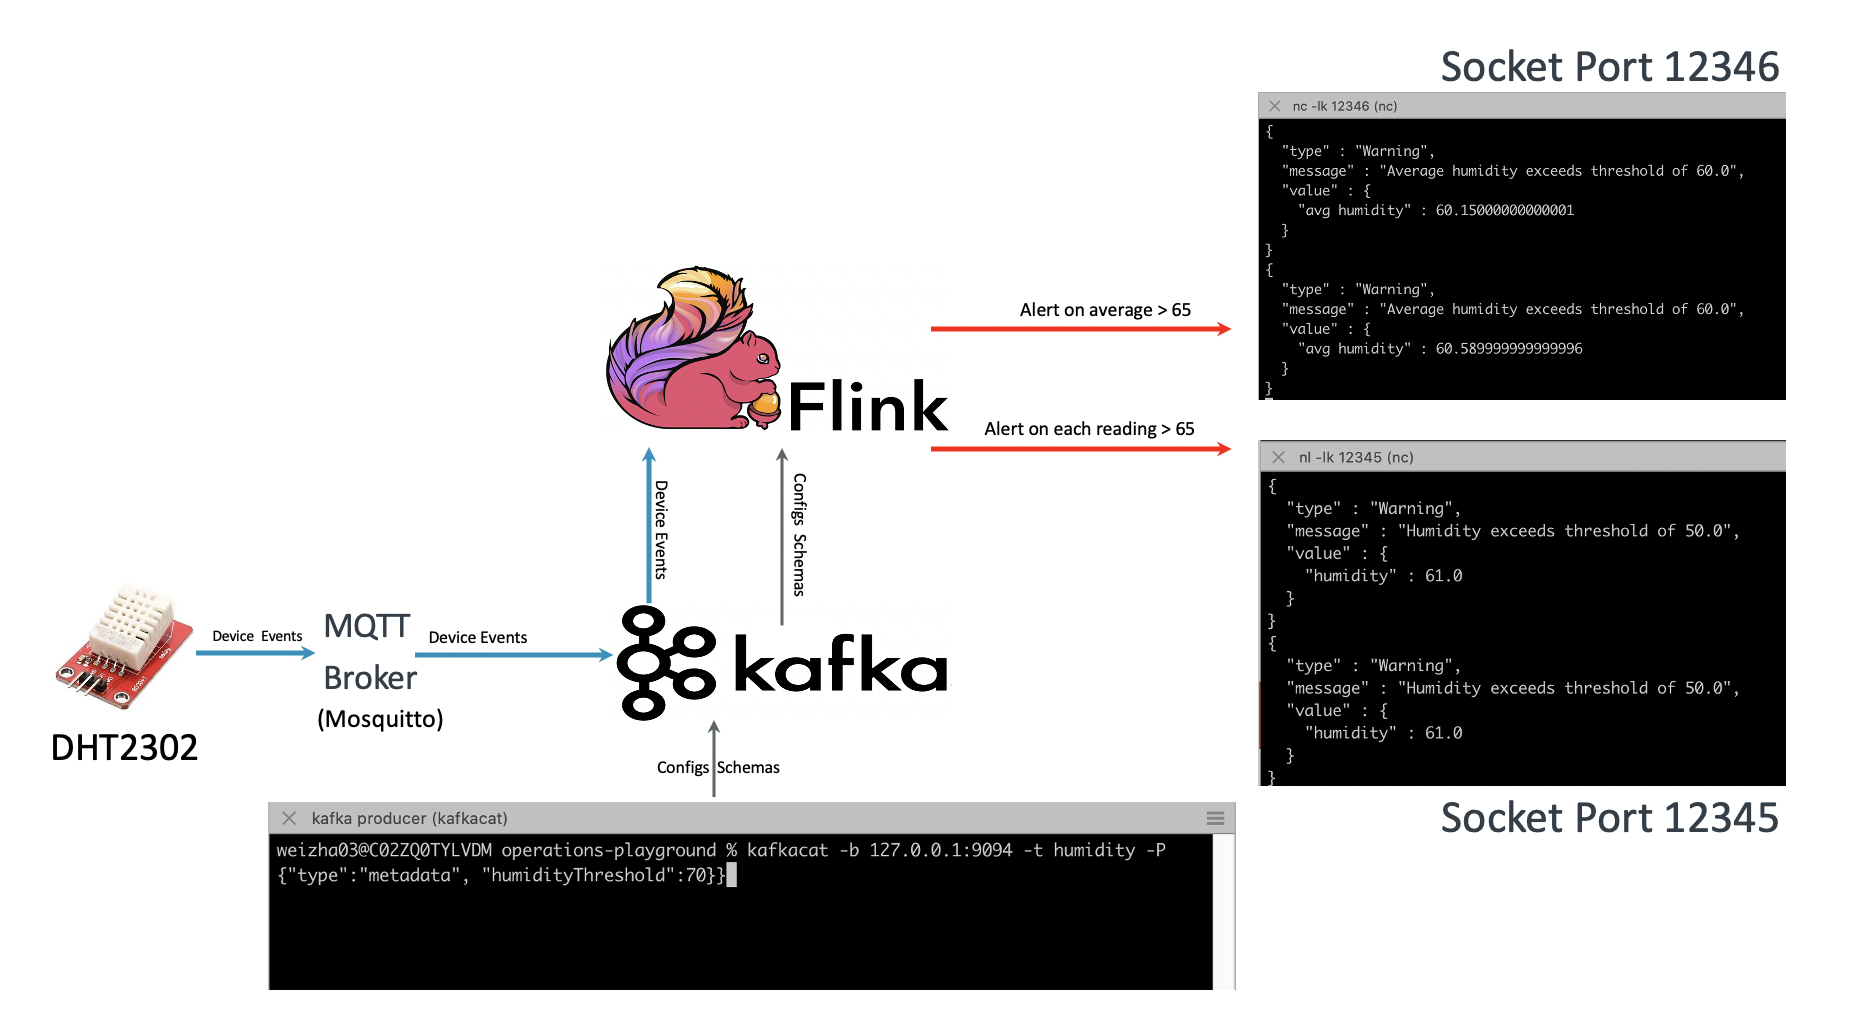 Socket Port 12346
nc -lk 12346 (nc)
{
"type" : "Warning",
"message" : "Average humidity exceeds threshold of 60.0",
"value" : {
"avg humidity" : 60.15000000000001
}
}
{
"type" : "Warning",
"message" : "Average humidity exceeds threshold of 60.0",
"value" : {
"avg humidity" : 60.589999999999996
}
}
Alert on average > 65
Flink
Alert on each reading > 65
nl -lk 12345 (nc)
{
"type" : "Warning",
"message" : "Humidity exceeds threshold of 50.0",
"value" : {
"humidity" : 61.0
}
}
{
"type" : "Warning",
"message" : "Humidity exceeds threshold of 50.0",
"value" : {
"humidity" : 61.0
}
}
Socket Port 12345
Device Events
Configs Schemas
DHT2302
Device Events
MQTT
Broker
(Mosquitto)
Device Events
kafka
Configs Schemas
kafka producer (kafkacat)
weizha03@C02ZQ0TYLVDM operations-playground % kafkacat -b 127.0.0.1:9094 -t humidity -P
{"type":"metadata", "humidityThreshold":70}}